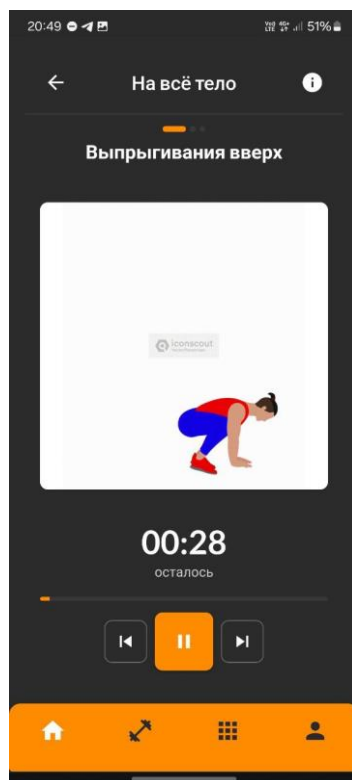 20:49
51%
На всё тело
Выпрыгивания вверх
iconscout
00:28
осталось